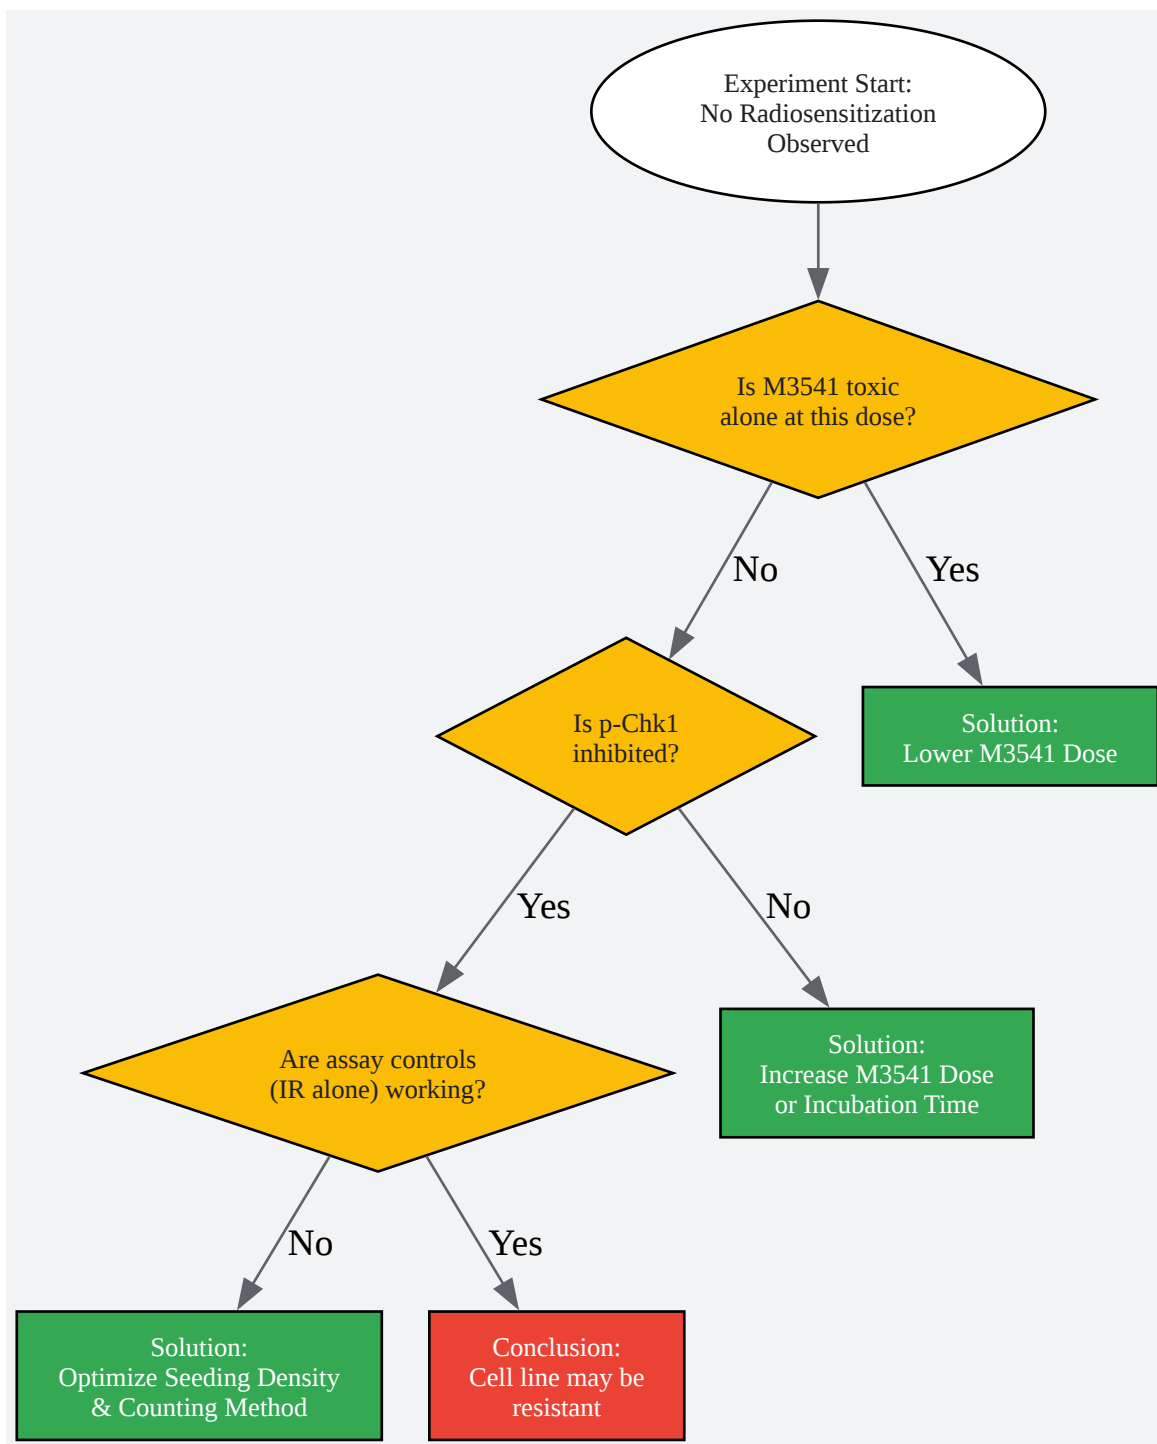 Experiment Start:
No Radiosensitization
Observed
Is M3541 toxic
alone at this dose?
No
Yes
Is p-Chk1
inhibited?
Solution:
Lower M3541 Dose
Yes
No
Are assay controls
(IR alone) working?
Solution:
Increase M3541 Dose
or Incubation Time
No
Yes
Solution:
Optimize Seeding Density
& Counting Method
Conclusion:
Cell line may be
resistant